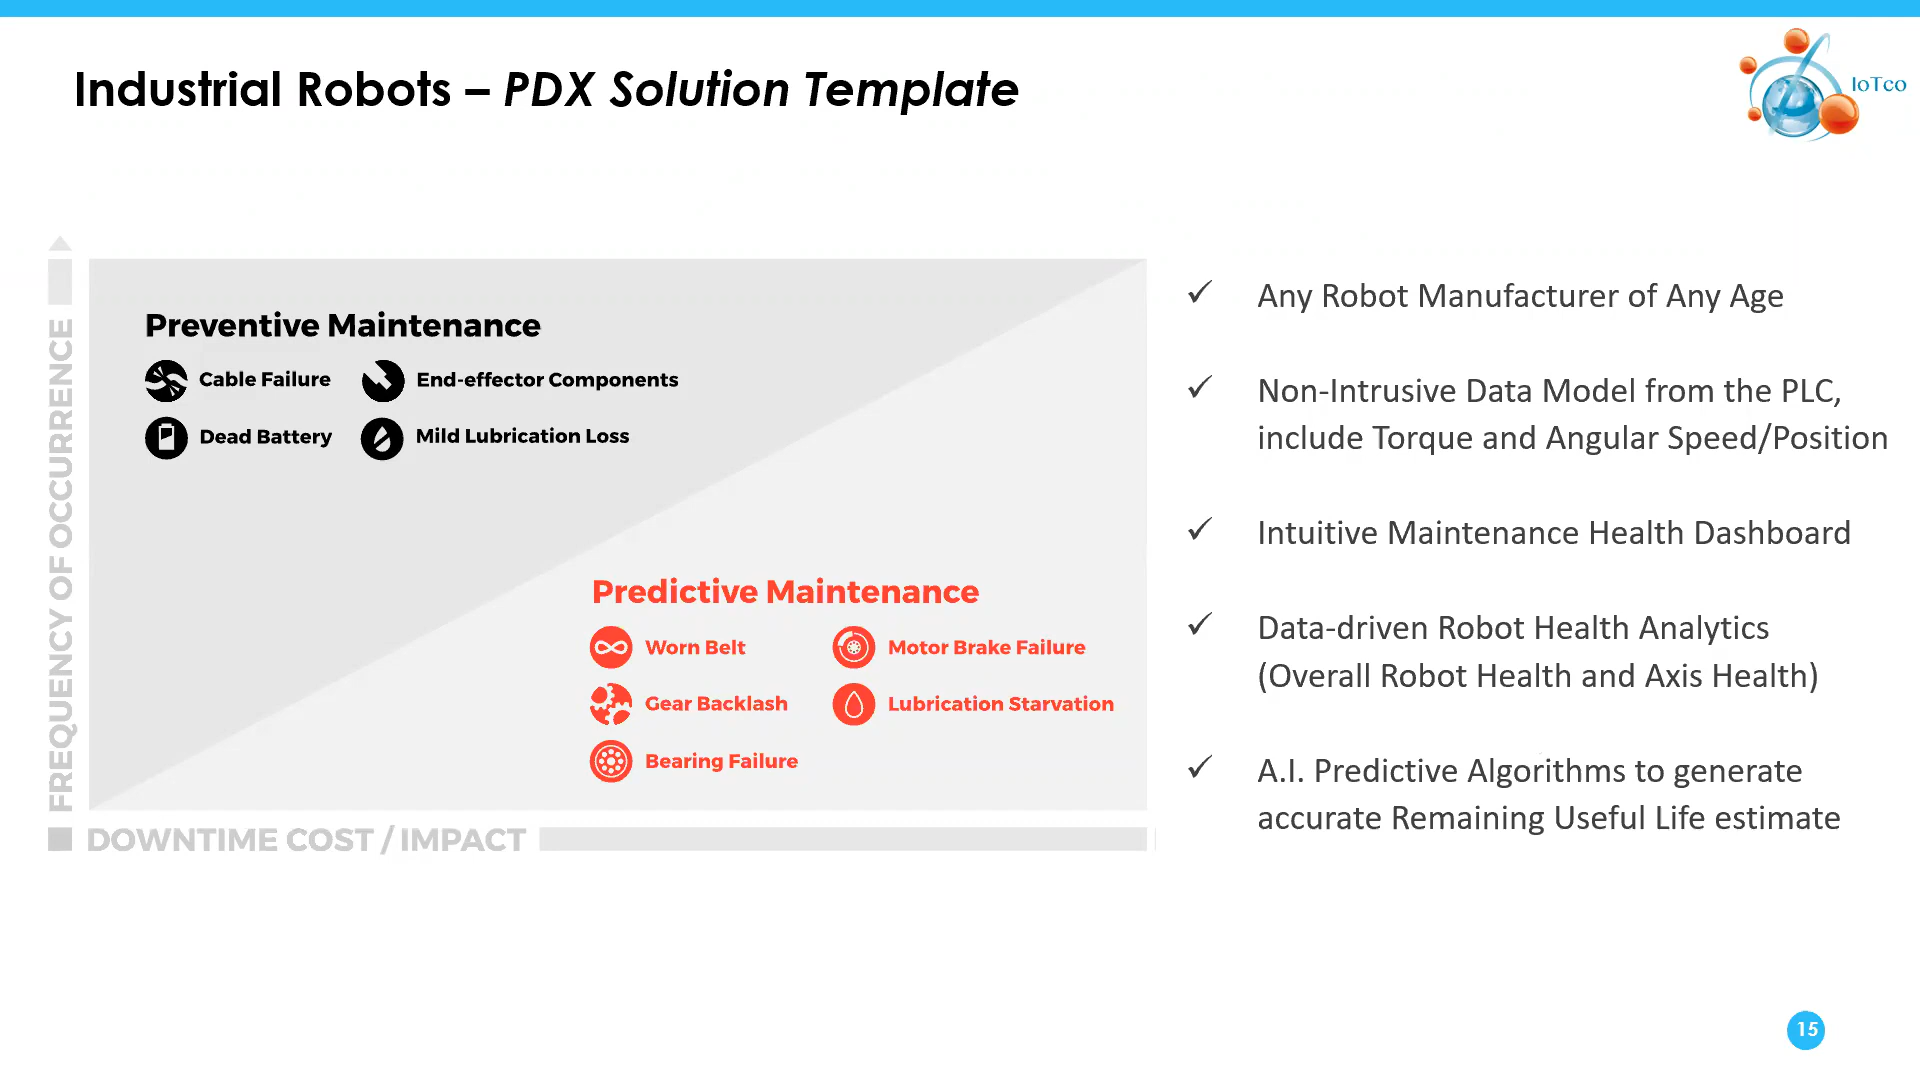 Industrial Robots – PDX Solution Template
IoTco
FREQUENCY OF OCCURRENCE
Preventive Maintenance
Cable Failure
End-effector Components
Dead Battery
Mild Lubrication Loss
Predictive Maintenance
Worn Belt
Motor Brake Failure
Gear Backlash
Lubrication Starvation
Bearing Failure
DOWNTIME COST / IMPACT
✓ Any Robot Manufacturer of Any Age
✓ Non-Intrusive Data Model from the PLC,
include Torque and Angular Speed/Position
✓ Intuitive Maintenance Health Dashboard
✓ Data-driven Robot Health Analytics
(Overall Robot Health and Axis Health)
✓ A.I. Predictive Algorithms to generate
accurate Remaining Useful Life estimate
15